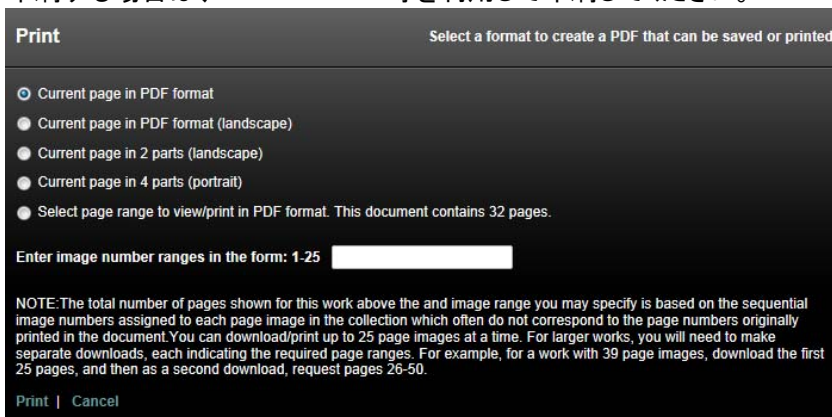 Print
Select a format to create a PDF that can be saved or printed
Current page in PDF format
Current page in PDF format (landscape)
Current page in 2 parts (landscape)
Current page in 4 parts (portrait)
Select page range to view/print in PDF format. This document contains 32 pages.
Enter image number ranges in the form: 1-25
NOTE:The total number of pages shown for this work above the and image range you may specify is based on the sequential
image numbers assigned to each page image in the collection which often do not correspond to the page numbers originally
printed in the document.You can download/print up to 25 page images at a time. For larger works, you will need to make
separate downloads, each indicating the required page ranges. For example, for a work with 39 page images, download the first
25 pages, and then as a second download, request pages 26-50.
Print | Cancel